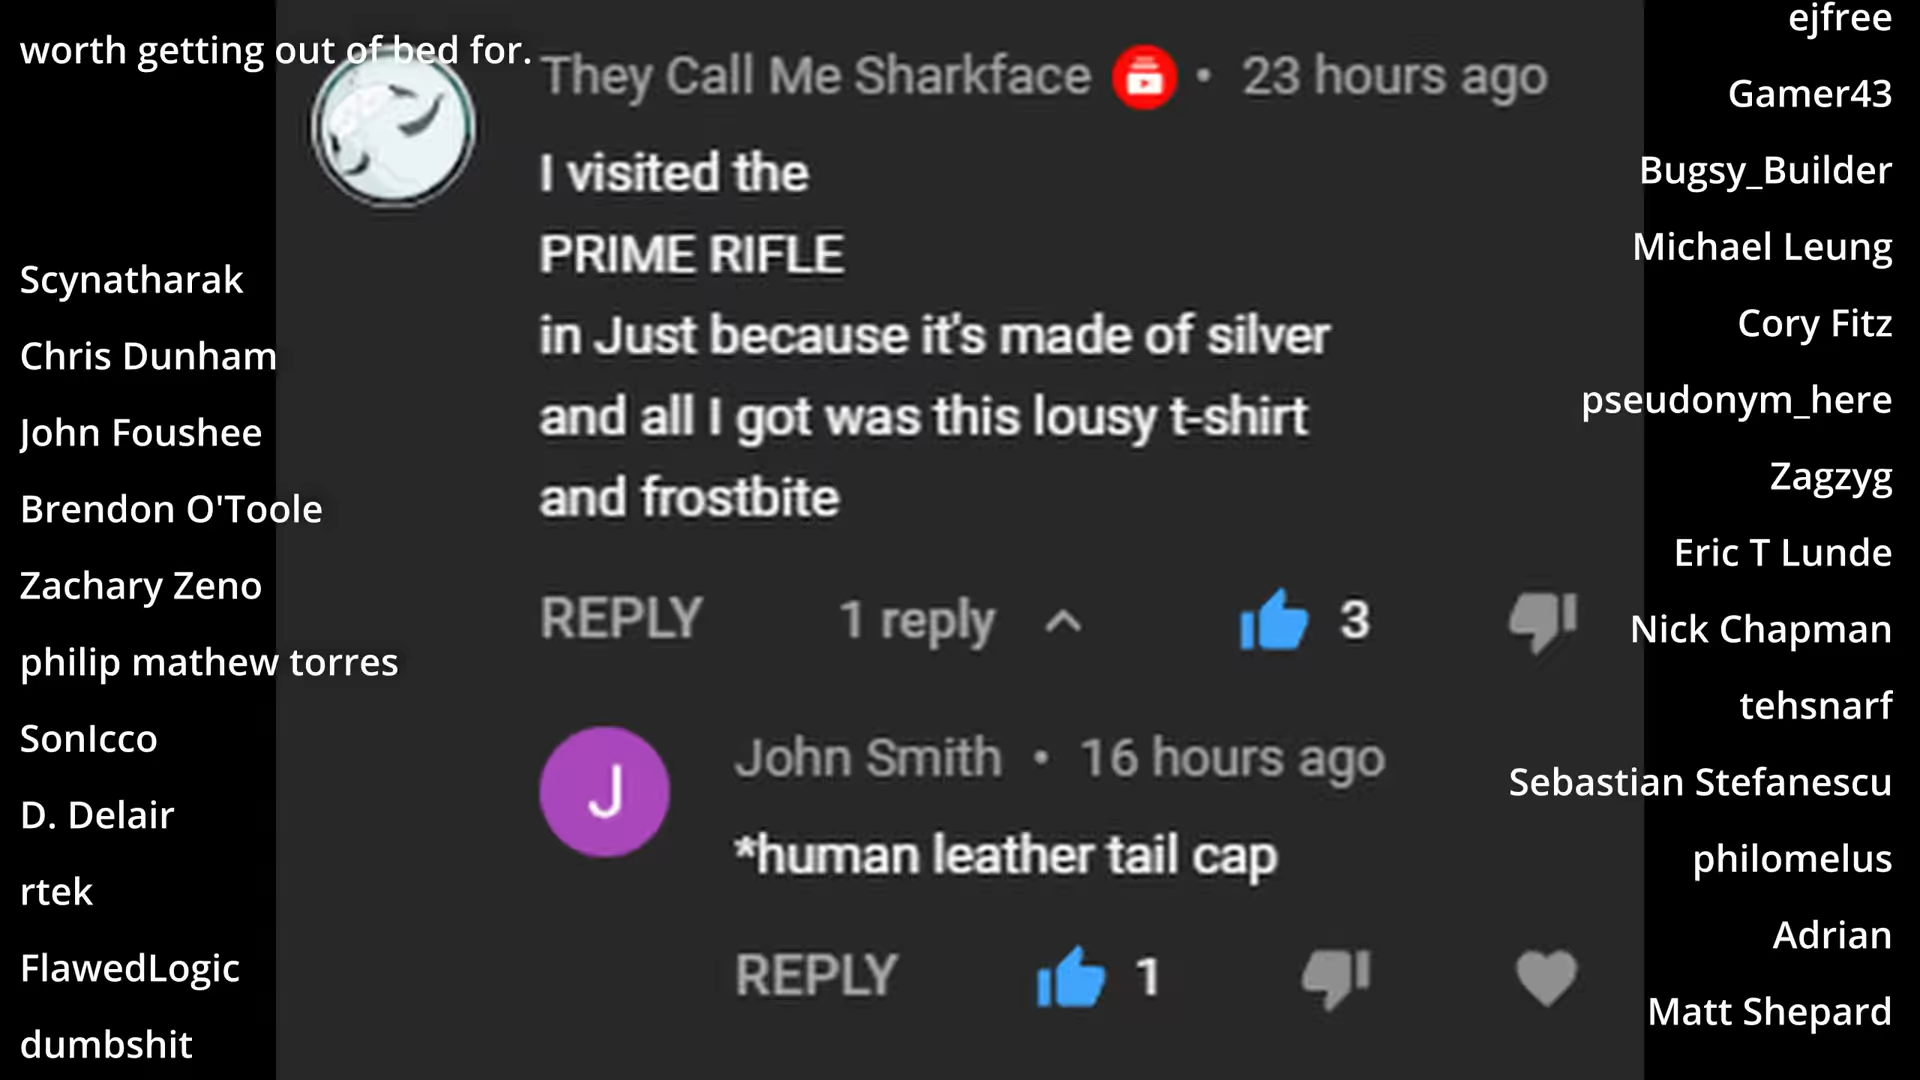 worth getting out of bed for.
Scynatharak
Chris Dunham
John Foushee
Brendon O'Toole
Zachary Zeno
philip mathew torres
SonIcco
D. Delair
rtek
FlawedLogic
dumbshit
They Call Me Sharkface • 23 hours ago
I visited the
PRIME RIFLE
in Just because it's made of silver
and all I got was this lousy t-shirt
and frostbite
REPLY 1 reply 3
J
John Smith • 16 hours ago
*human leather tail cap
REPLY 1
ejfree
Gamer43
Bugsy_Builder
Michael Leung
Cory Fitz
pseudonym_here
Zagzyg
Eric T Lunde
Nick Chapman
tehsnarf
Sebastian Stefanescu
philomelus
Adrian
Matt Shepard